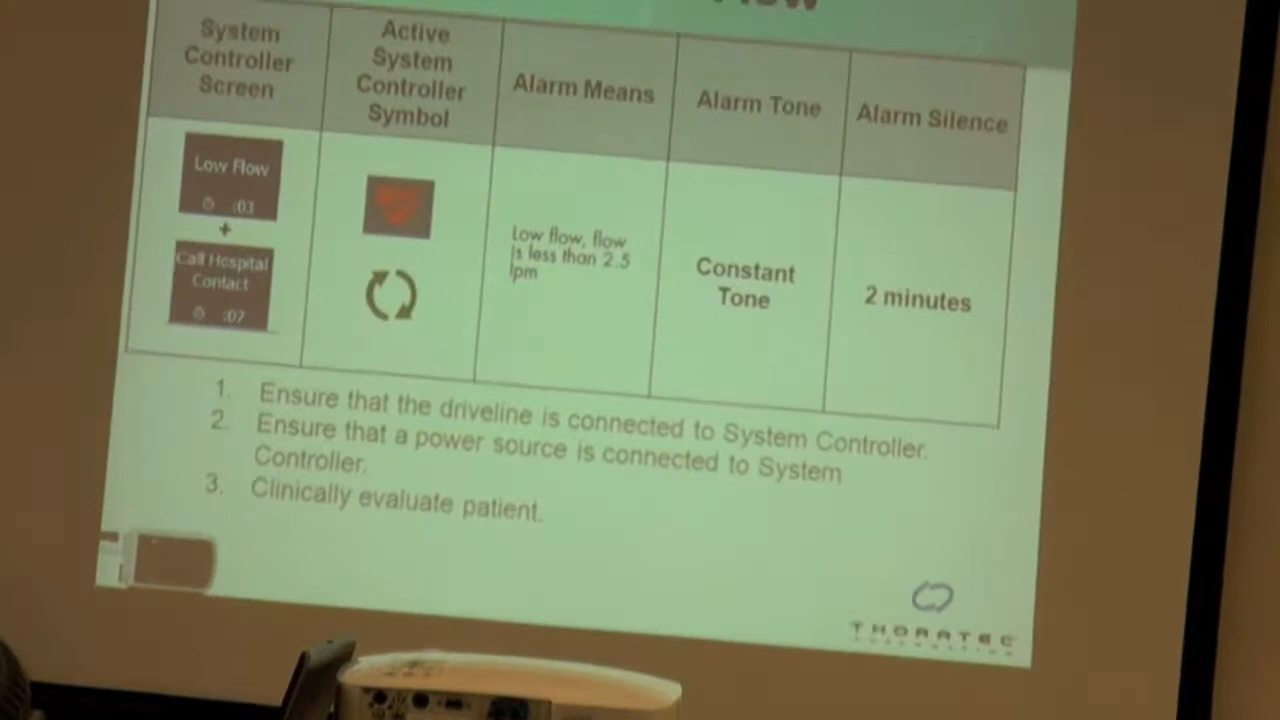 System
Controller
Screen
Active
System
Controller
Symbol
Alarm Means
Alarm Tone
Alarm Silence
Low Flow
:03
+
Call Hospital
Contact
:07
Low flow, flow
is less than 2.5
lpm
Constant
Tone
2 minutes
1. Ensure that the driveline is connected to System Controller.
2. Ensure that a power source is connected to System
Controller.
3. Clinically evaluate patient.
THORATEC